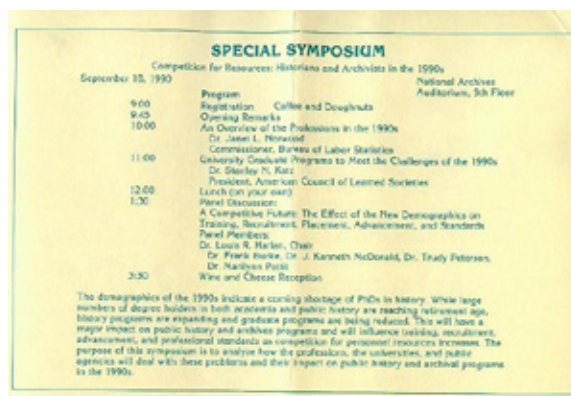 SPECIAL SYMPOSIUM
Competition for Resources: Historians and Archivists in the 1990s
September 18, 1990
National Archives
Auditorium, 5th Floor
Program
9:00 Registration Coffee and Doughnuts
9:45 Opening Remarks
10:00 An Overview of the Professions in the 1990s
Dr. Janet L. Norwood
Commissioner, Bureau of Labor Statistics
11:00 University Graduate Programs to Meet the Challenges of the 1990s
Dr. Stanley N. Katz
President, American Council of Learned Societies
12:00 Lunch (on your own)
1:30 Panel Discussion:
A Competitive Future: The Effect of the New Demographics on
Training, Recruitment, Placement, Advancement, and Standards
Panel Members:
Dr. Louis R. Harlan, Chair
Dr. Frank Burke, Dr. J. Kenneth McDonald, Dr. Trudy Peterson,
Dr. Marilynn
3:30 Wine and Cheese Reception
The demographics of the 1990s indicate a coming shortage of PhDs in history. While large
numbers of degree holders in both academia and public history are reaching retirement age,
history programs are expanding and graduate programs are being reduced. This will have a
major impact on public history and archives programs and will influence training, recruitment,
advancement, and professional standards as competition for personnel resources increases. The
purpose of this symposium is to analyze how the professions, the universities, and public
agencies will deal with these problems and their impact on public history and archival programs
in the 1990s.